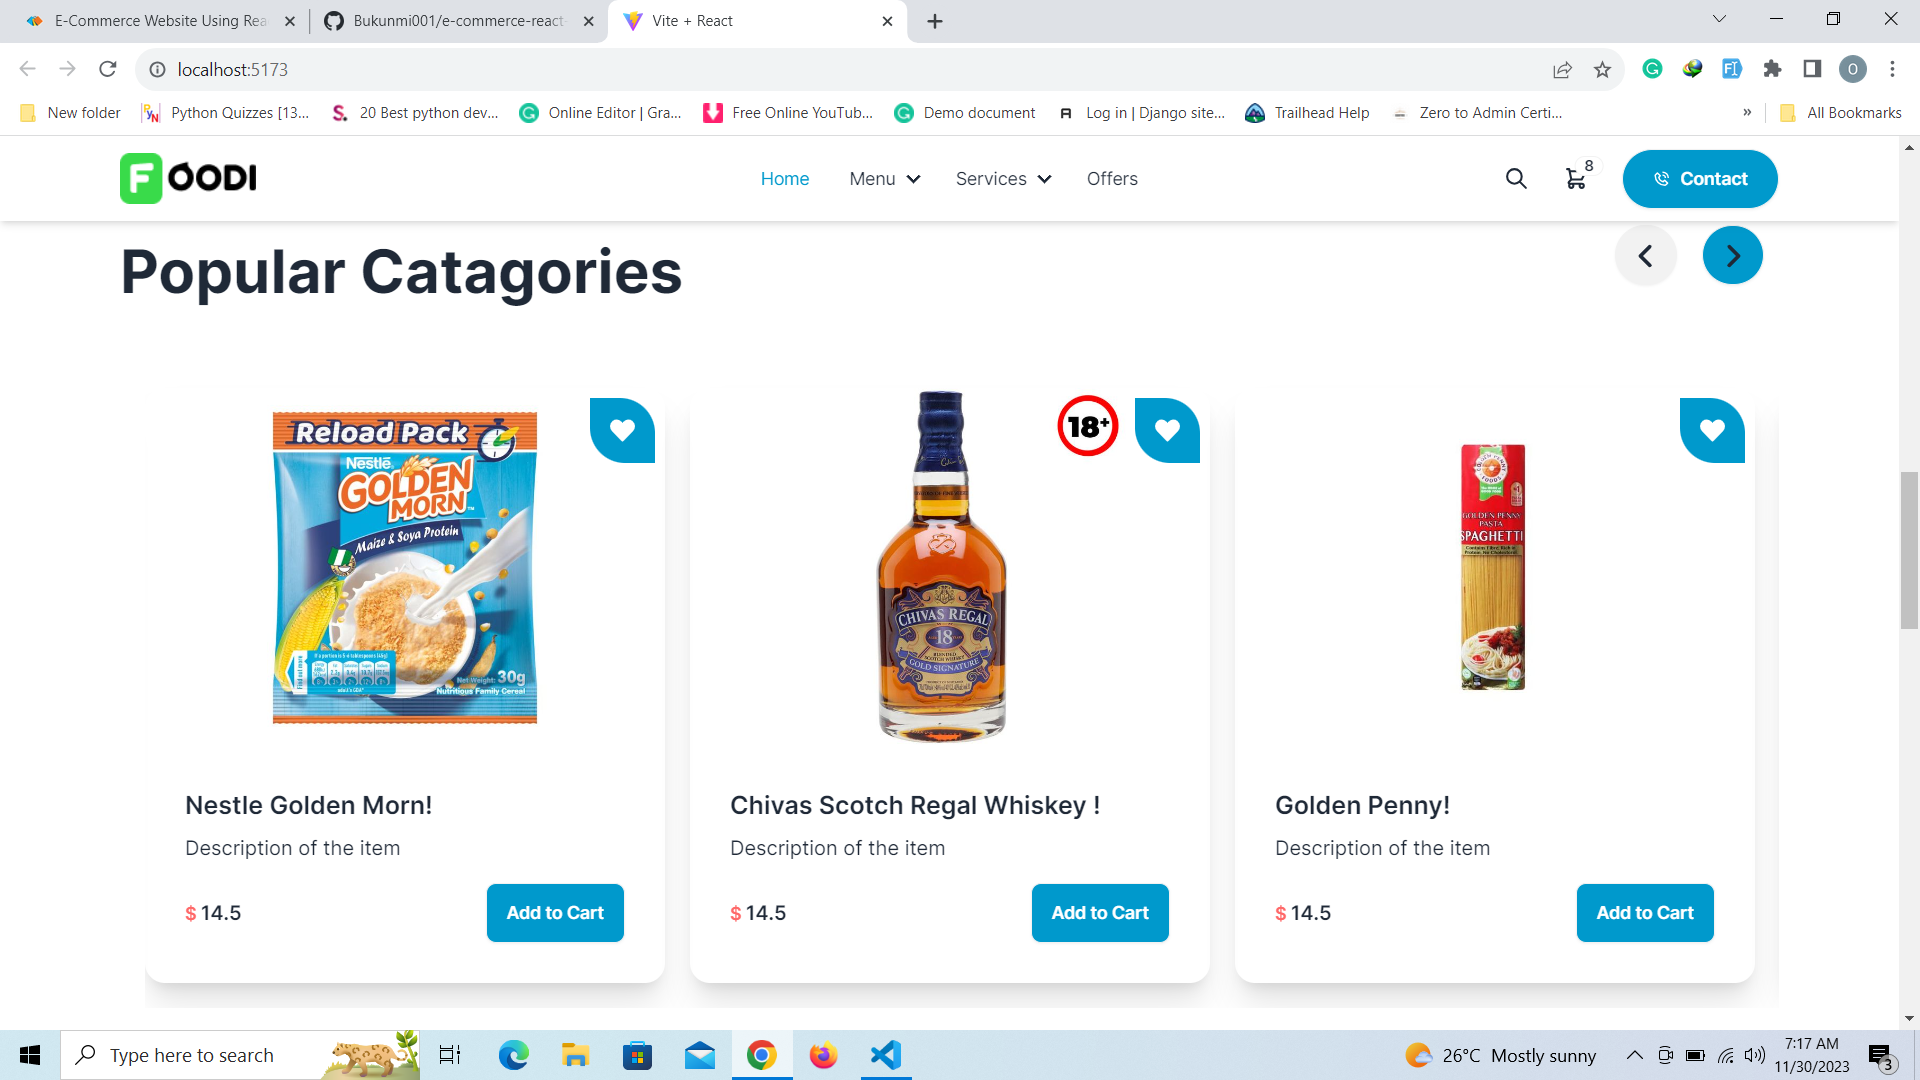 E-Commerce Website Using Rea
Bukunmi001/e-commerce-react-
Vite + React
localhost:5173
New folder
Python Quizzes [13...
20 Best python dev...
Online Editor | Gra...
Free Online YouTub...
Demo document
Log in | Django site...
Trailhead Help
Zero to Admin Certi...
»
All Bookmarks
FOODI
Home
Menu
Services
Offers
8
Contact
Popular Catagories
Reload Pack
Nestlé
GOLDEN
MORN™
Maize & Soya Protein
Net Weight: 30g
Nutritious Family Cereal
18+
CHIVAS REGAL
18
GOLD SIGNATURE
GOLDEN PENNY
PASTA
SPAGHETTI
Nestle Golden Morn!
Description of the item
$ 14.5
Add to Cart
Chivas Scotch Regal Whiskey !
Description of the item
$ 14.5
Add to Cart
Golden Penny!
Description of the item
$ 14.5
Add to Cart
Type here to search
26°C Mostly sunny
7:17 AM
11/30/2023
3